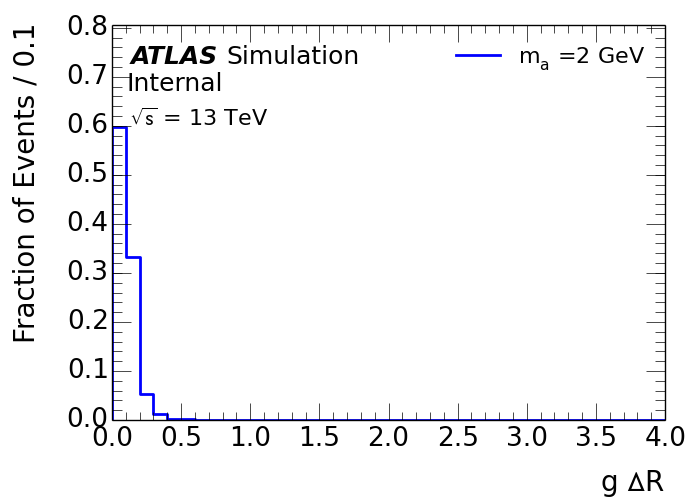 Fraction of Events / 0.1
0.8
0.7
0.6
0.5
0.4
0.3
0.2
0.1
0.0
ATLAS Simulation
Internal
√s = 13 TeV
mₐ =2 GeV
0.0 0.5 1.0 1.5 2.0 2.5 3.0 3.5 4.0
g ΔR